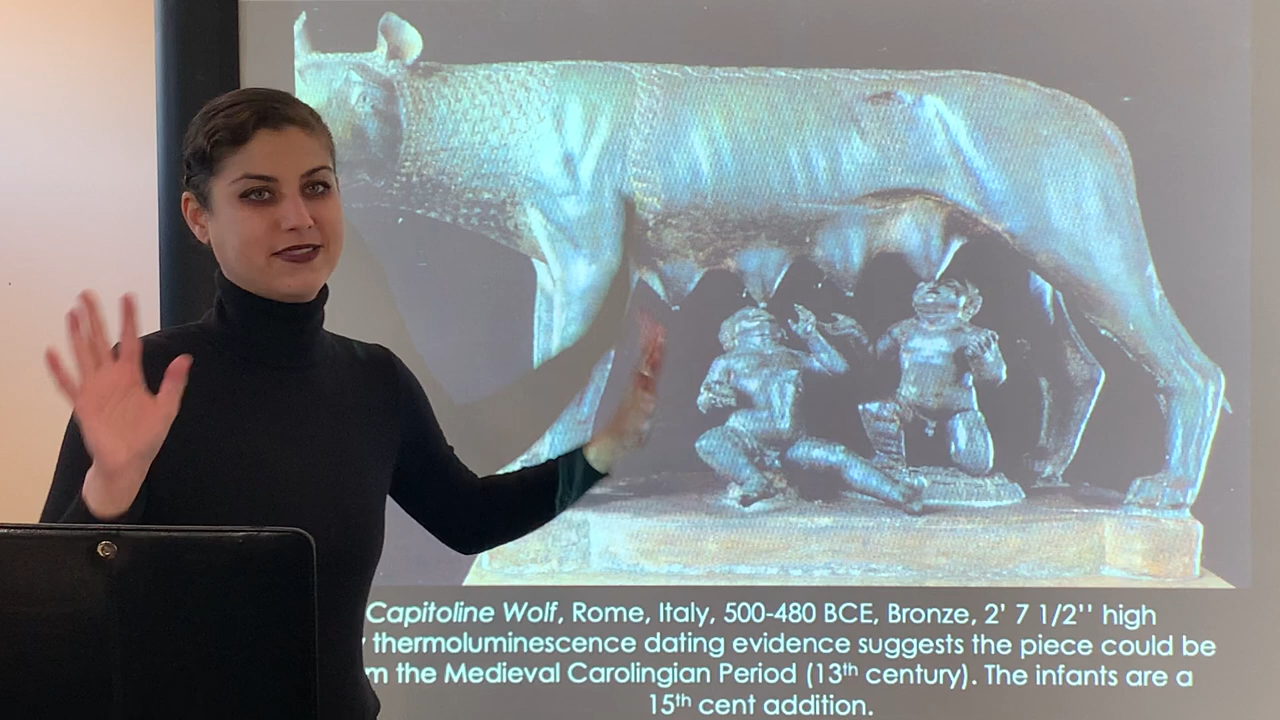 Capitoline Wolf, Rome, Italy, 500-480 BCE, Bronze, 2' 7 1/2'' high
thermoluminescence dating evidence suggests the piece could be
the Medieval Carolingian Period (13th century). The infants are a
15th cent addition.